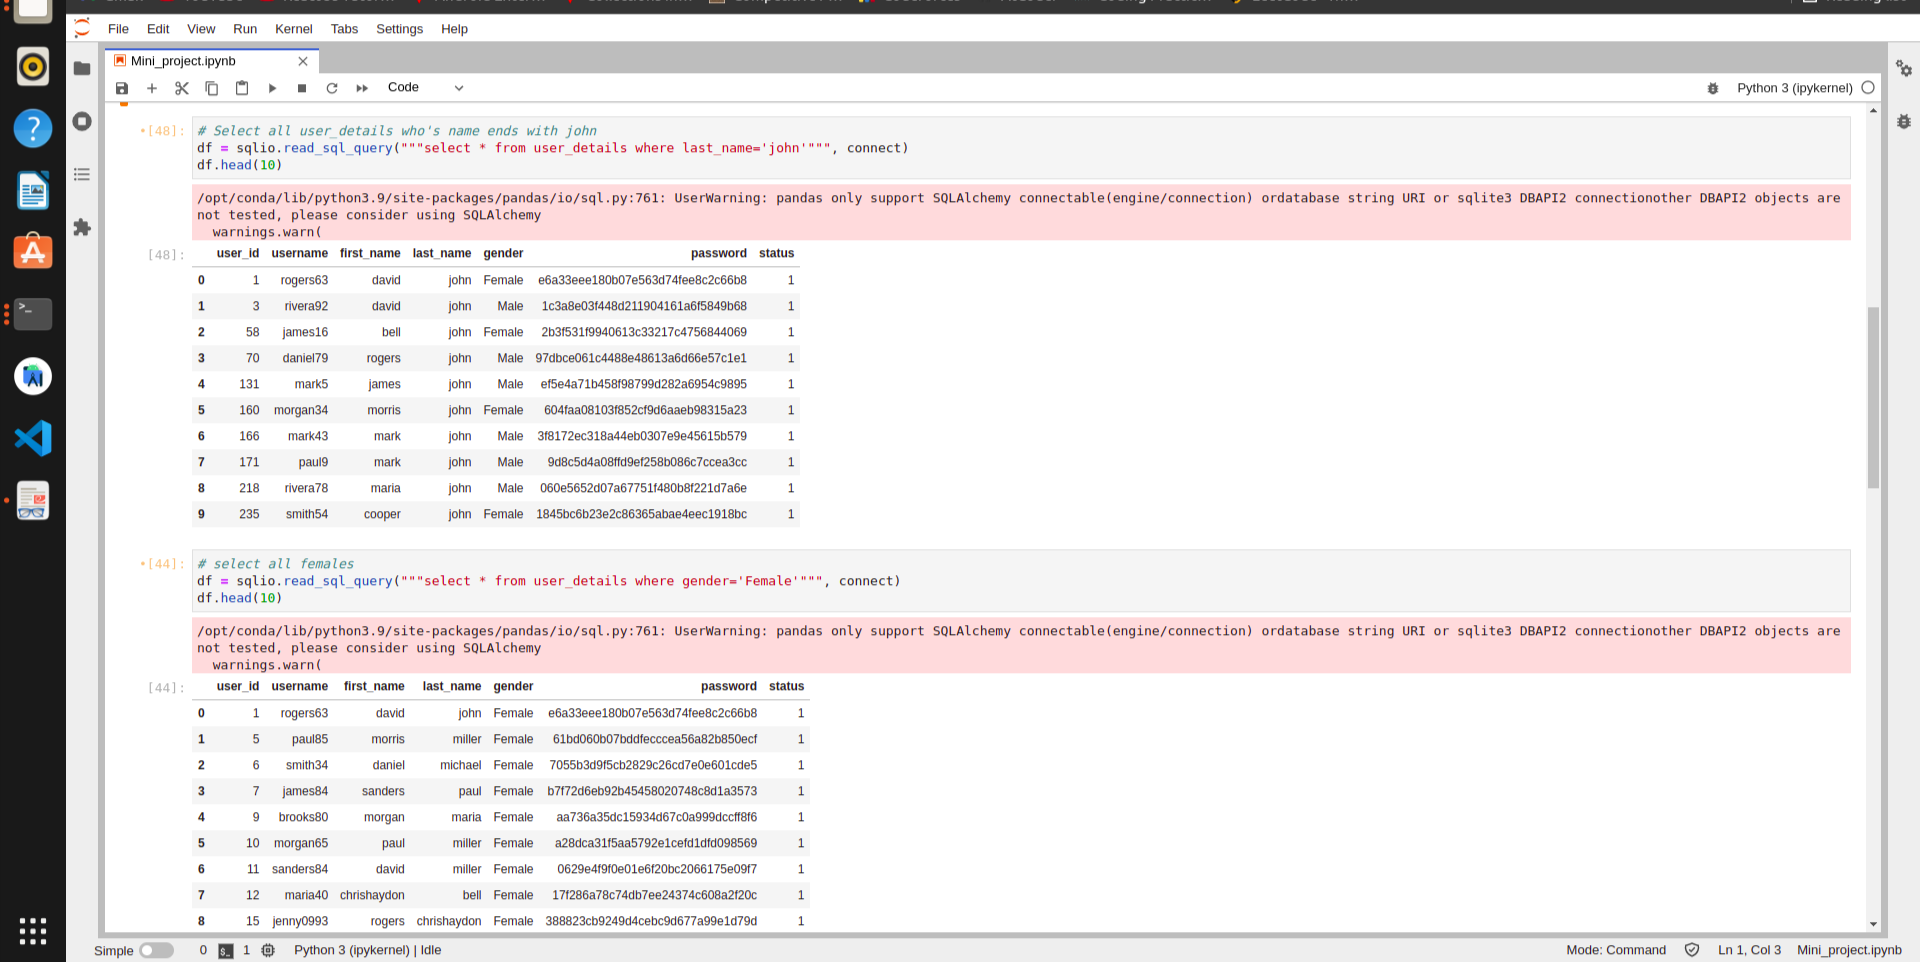 File Edit View Run Kernel Tabs Settings Help
Mini_project.ipynb
Code
Python 3 (ipykernel)
[48]:
# Select all user_details who's name ends with john
df = sqlio.read_sql_query("""select * from user_details where last_name='john'""", connect)
df.head(10)
/opt/conda/lib/python3.9/site-packages/pandas/io/sql.py:761: UserWarning: pandas only support SQLAlchemy connectable(engine/connection) ordatabase string URI or sqlite3 DBAPI2 connectionother DBAPI2 objects are
not tested, please consider using SQLAlchemy
warnings.warn(
[48]:
user_id username first_name last_name gender password status
0 1 rogers63 david john Female e6a33eee180b07e563d74fee8c2c66b8 1
1 3 rivera92 david john Male 1c3a8e03f448d211904161a6f5849b68 1
2 58 james16 bell john Female 2b3f531f9940613c33217c4756844069 1
3 70 daniel79 rogers john Male 97dbce061c4488e48613a6d66e57c1e1 1
4 131 mark5 james john Male ef5e4a71b458f98799d282a6954c9895 1
5 160 morgan34 morris john Female 604faa08103f852cf9d6aaeb98315a23 1
6 166 mark43 mark john Male 3f8172ec318a44eb0307e9e45615b579 1
7 171 paul9 mark john Male 9d8c5d4a08ffd9ef258b086c7ccea3cc 1
8 218 rivera78 maria john Male 060e5652d07a67751f480b8f221d7a6e 1
9 235 smith54 cooper john Female 1845bc6b23e2c86365abae4eec1918bc 1
[44]:
# select all females
df = sqlio.read_sql_query("""select * from user_details where gender='Female'""", connect)
df.head(10)
/opt/conda/lib/python3.9/site-packages/pandas/io/sql.py:761: UserWarning: pandas only support SQLAlchemy connectable(engine/connection) ordatabase string URI or sqlite3 DBAPI2 connectionother DBAPI2 objects are
not tested, please consider using SQLAlchemy
warnings.warn(
[44]:
user_id username first_name last_name gender password status
0 1 rogers63 david john Female e6a33eee180b07e563d74fee8c2c66b8 1
1 5 paul85 morris miller Female 61bd060b07bddfecccea56a82b850ecf 1
2 6 smith34 daniel michael Female 7055b3d9f5cb2829c26cd7e0e601cde5 1
3 7 james84 sanders paul Female b7f72d6eb92b45458020748c8d1a3573 1
4 9 brooks80 morgan maria Female aa736a35dc15934d67c0a999dccff8f6 1
5 10 morgan65 paul miller Female a28dca31f5aa5792e1cefd1dfd098569 1
6 11 sanders84 david miller Female 0629e4f9f0e01e6f20bc2066175e09f7 1
7 12 maria40 chrishaydon bell Female 17f286a78c74db7ee24374c608a2f20c 1
8 15 jenny0993 rogers chrishaydon Female 388823cb9249d4cebc9d677a99e1d79d 1
Simple 0 1 Python 3 (ipykernel) | Idle Mode: Command Ln 1, Col 3 Mini_project.ipynb